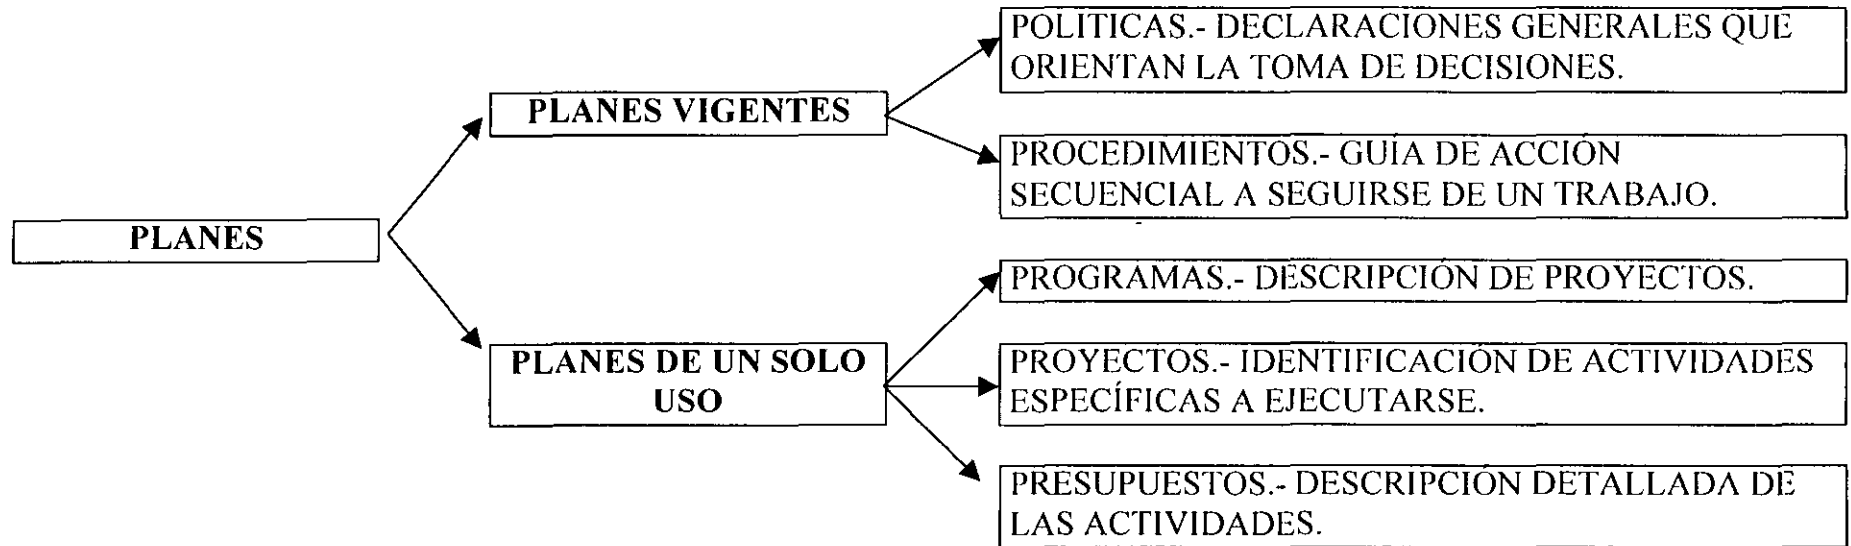 PLANES
PLANES VIGENTES
POLITICAS.- DECLARACIONES GENERALES QUE
ORIENTAN LA TOMA DE DECISIONES.
PROCEDIMIENTOS.- GUÍA DE ACCIÓN
SECUENCIAL A SEGUIRSE DE UN TRABAJO.
PLANES DE UN SOLO
USO
PROGRAMAS.- DESCRIPCIÓN DE PROYECTOS.
PROYECTOS.- IDENTIFICACIÓN DE ACTIVIDADES
ESPECÍFICAS A EJECUTARSE.
PRESUPUESTOS.- DESCRIPCIÓN DETALLADA DE
LAS ACTIVIDADES.